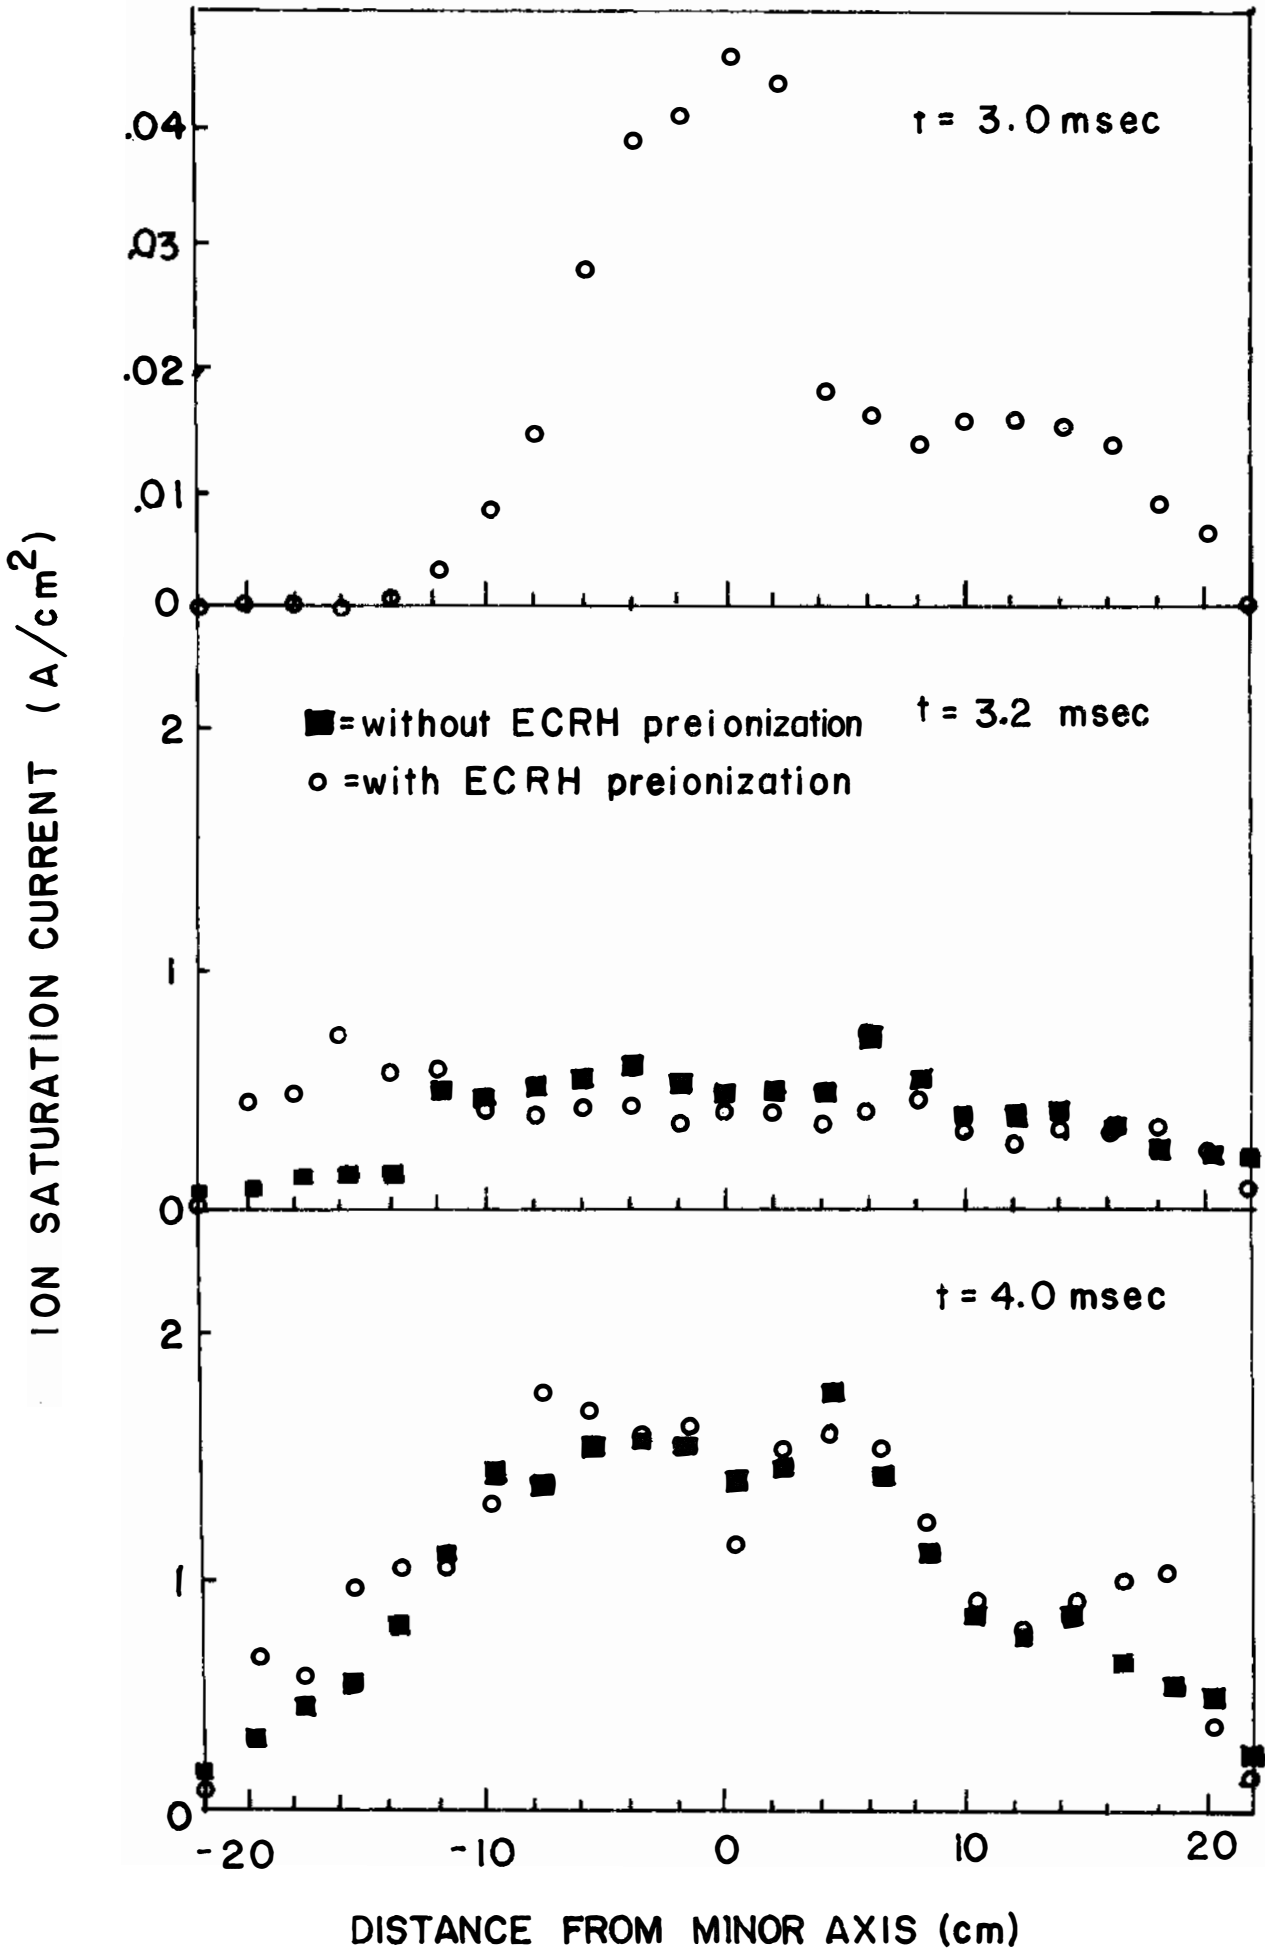 ION SATURATION CURRENT (A/cm²)
t = 3.0 msec
.04
.03
.02
.01
0
t = 3.2 msec
■ = without ECRH preionization
o = with ECRH preionization
2
1
0
t = 4.0 msec
2
1
0
-20 -10 0 10 20
DISTANCE FROM MINOR AXIS (cm)